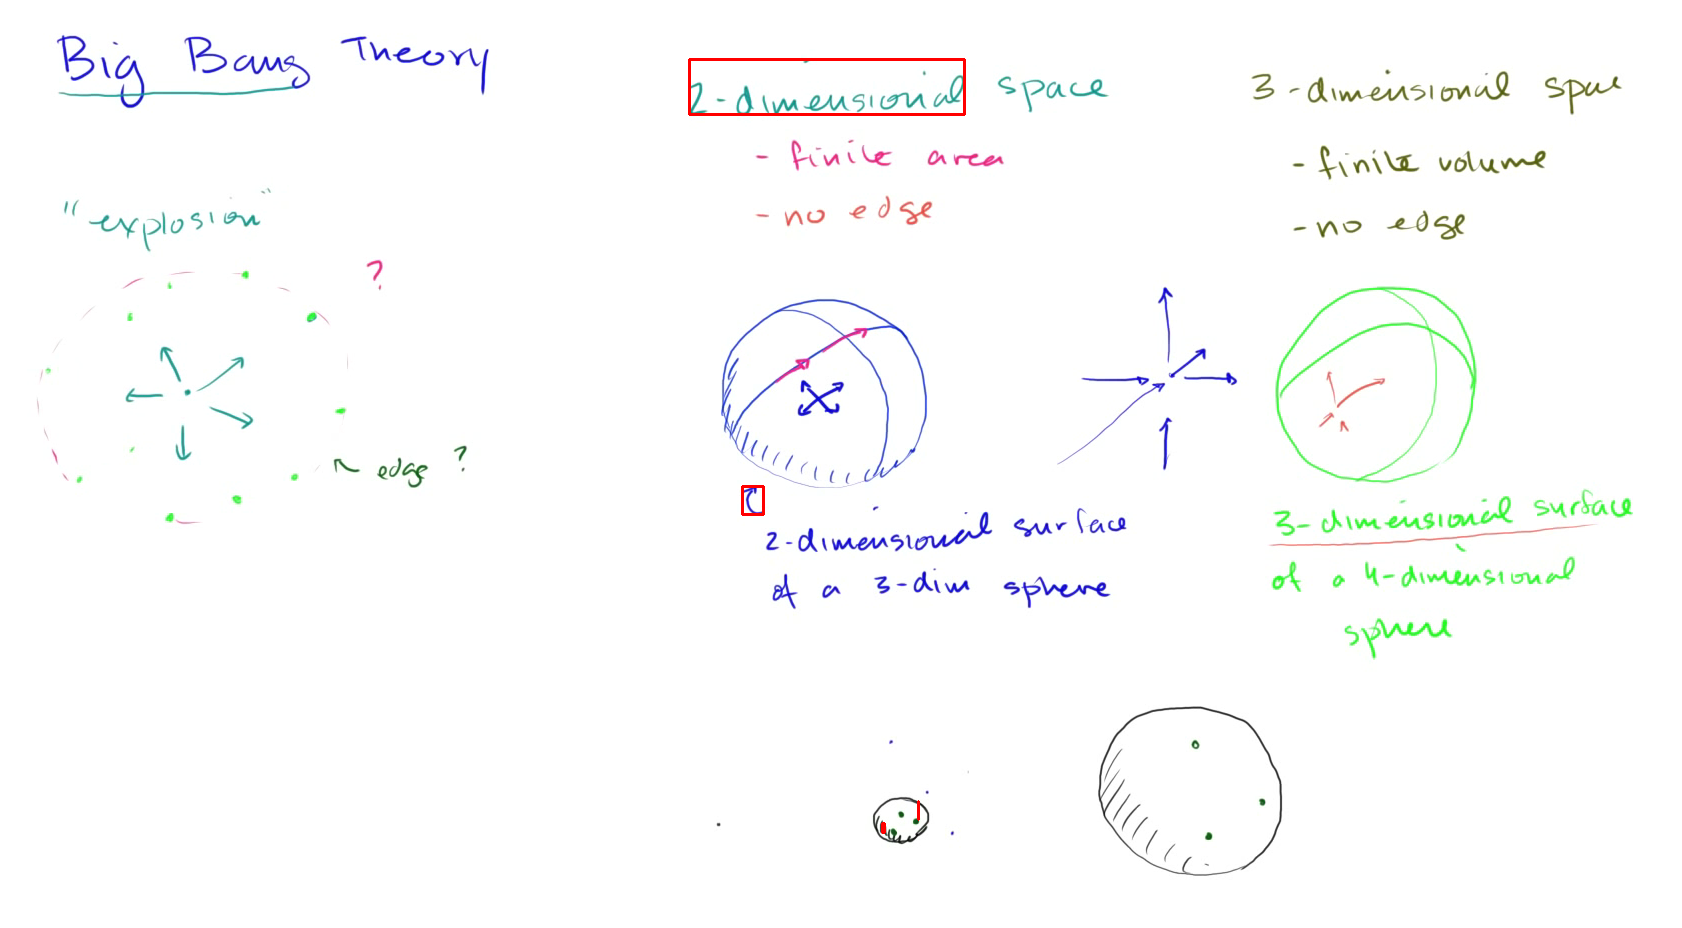 Big Bang Theory
"explosion"
?
edge ?
2-dimensional space
- finite area
- no edge
2-dimensional surface
of a 3-dim sphere
3-dimensional space
- finite volume
- no edge
3-dimensional surface
of a 4-dimensional
sphere